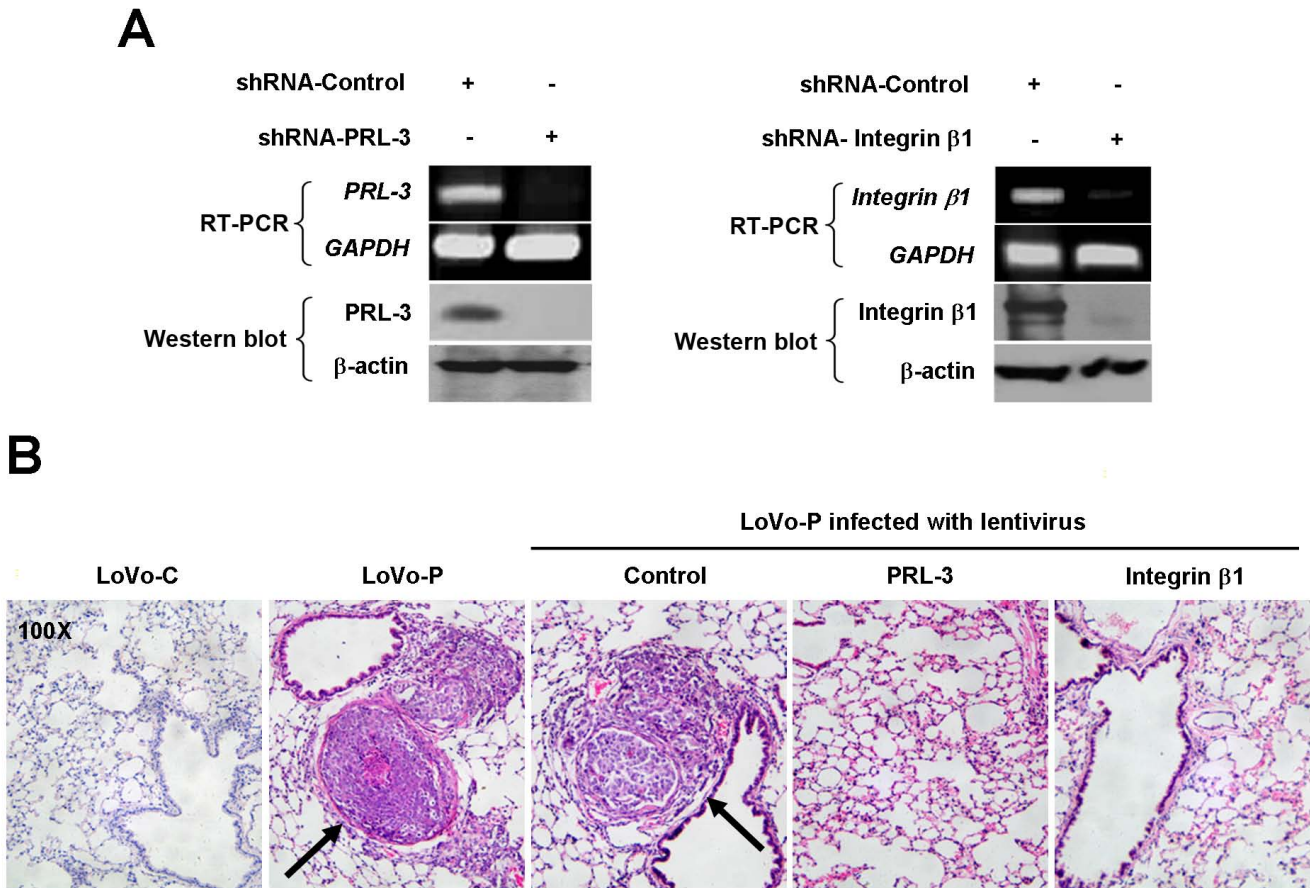 A
shRNA-Control + -
shRNA-PRL-3 - +
RT-PCR
PRL-3
GAPDH
Western blot
PRL-3
β-actin
shRNA-Control + -
shRNA- Integrin β1 - +
RT-PCR
Integrin β1
GAPDH
Western blot
Integrin β1
β-actin
B
LoVo-P infected with lentivirus
LoVo-C LoVo-P Control PRL-3 Integrin β1
100X